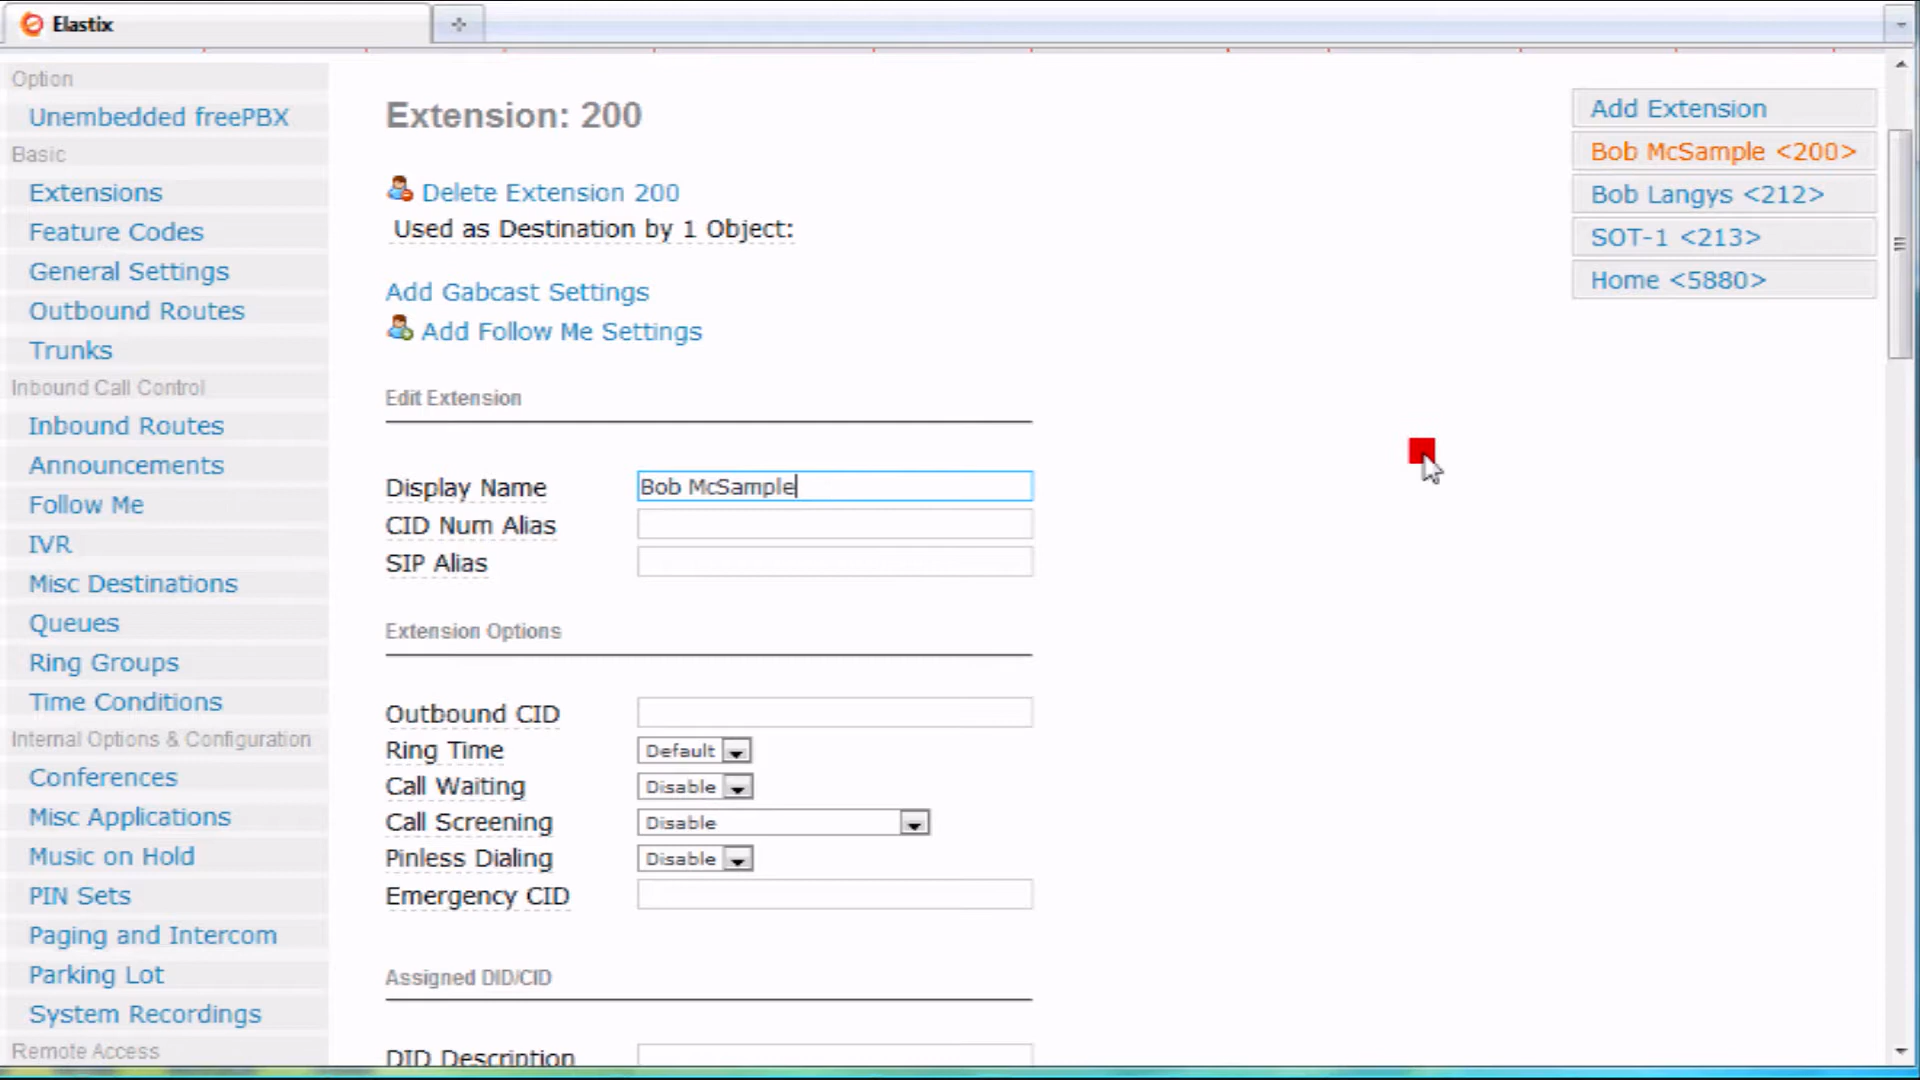 Elastix
Option
Unembedded freePBX
Basic
Extensions
Feature Codes
General Settings
Outbound Routes
Trunks
Inbound Call Control
Inbound Routes
Announcements
Follow Me
IVR
Misc Destinations
Queues
Ring Groups
Time Conditions
Internal Options & Configuration
Conferences
Misc Applications
Music on Hold
PIN Sets
Paging and Intercom
Parking Lot
System Recordings
Remote Access
Extension: 200
Delete Extension 200
Used as Destination by 1 Object:
Add Gabcast Settings
Add Follow Me Settings
Edit Extension
Display Name Bob McSample
CID Num Alias
SIP Alias
Extension Options
Outbound CID
Ring Time Default
Call Waiting Disable
Call Screening Disable
Pinless Dialing Disable
Emergency CID
Assigned DID/CID
DID Description
Add Extension
Bob McSample <200>
Bob Langys <212>
SOT-1 <213>
Home <5880>